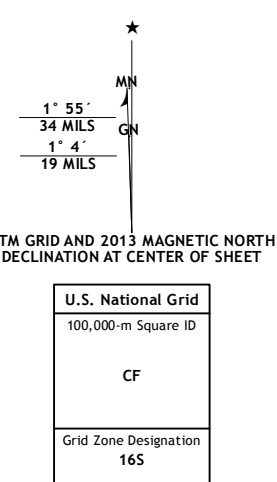 ★
MN
1° 55´
34 MILS
GN
1° 4´
19 MILS
TM GRID AND 2013 MAGNETIC NORTH
DECLINATION AT CENTER OF SHEET
U.S. National Grid
100,000-m Square ID
CF
Grid Zone Designation
16S